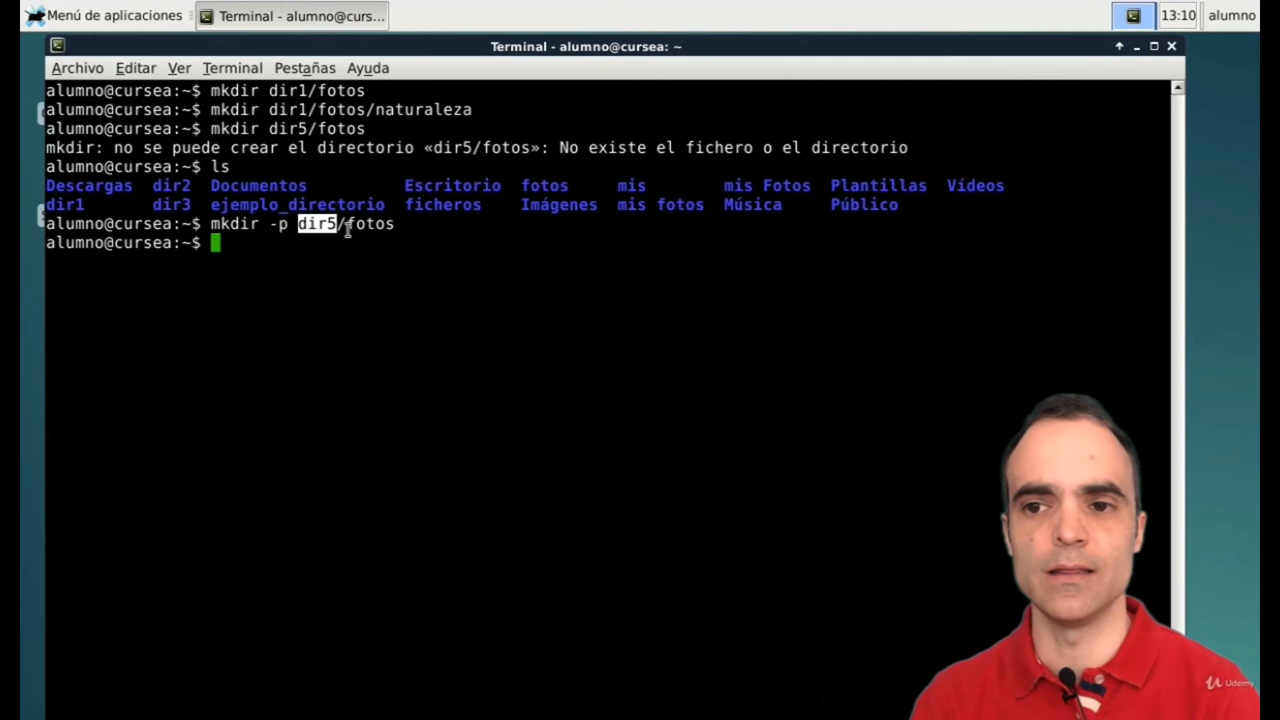 Menú de aplicaciones
Terminal - alumno@curs...
13:10
alumno
Terminal - alumno@cursea: ~
Archivo Editar Ver Terminal Pestañas Ayuda
alumno@cursea:~$ mkdir dir1/fotos
alumno@cursea:~$ mkdir dir1/fotos/naturaleza
alumno@cursea:~$ mkdir dir5/fotos
mkdir: no se puede crear el directorio «dir5/fotos»: No existe el fichero o el directorio
alumno@cursea:~$ ls
Descargas dir2 Documentos Escritorio fotos mis mis Fotos Plantillas Vídeos
dir1 dir3 ejemplo_directorio ficheros Imágenes mis fotos Música Público
alumno@cursea:~$ mkdir -p dir5/fotos
alumno@cursea:~$
Udemy